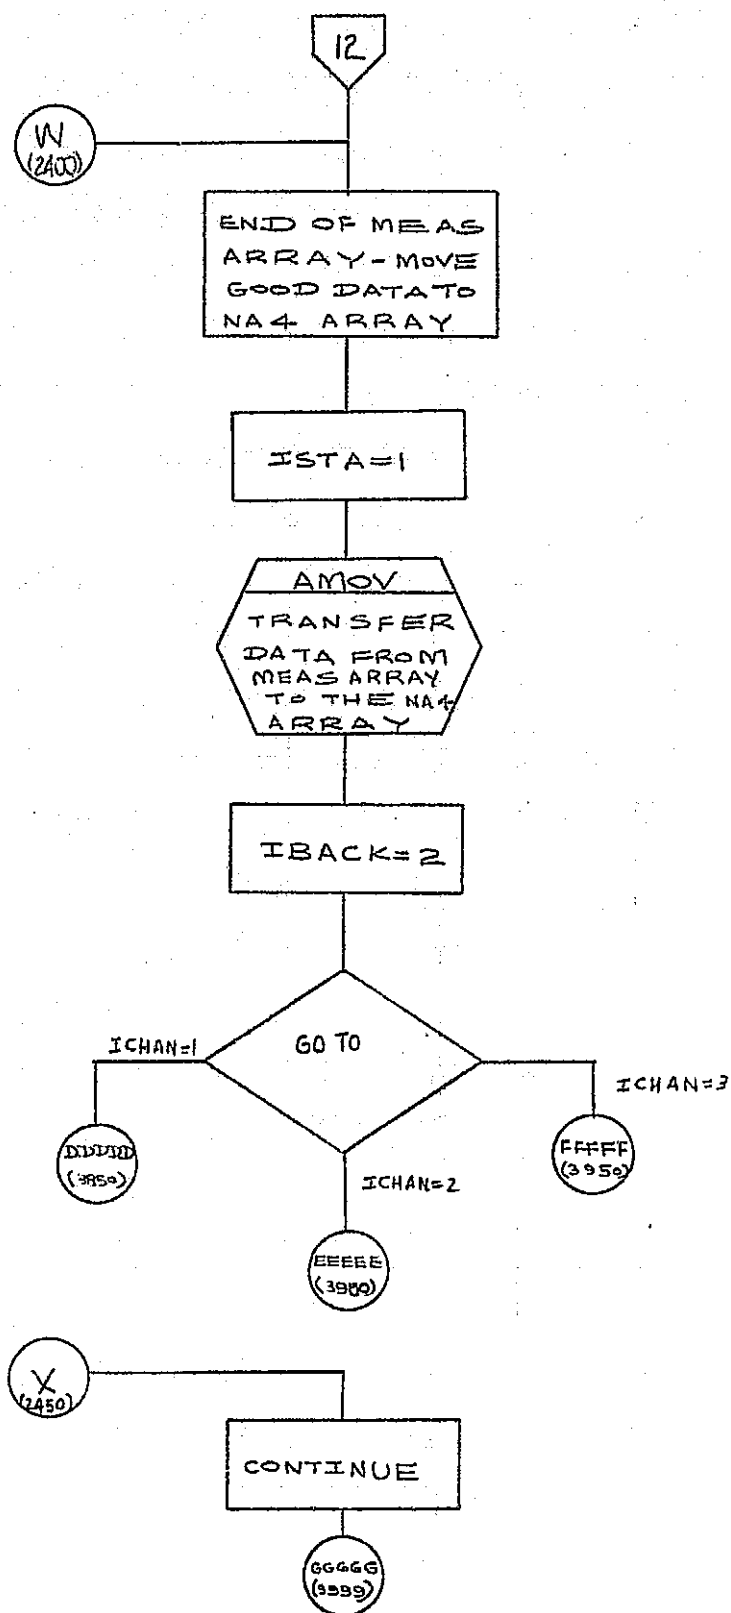 12
W
(2400)
END OF MEAS
ARRAY-MOVE
GOOD DATA TO
NA4 ARRAY
ISTA=1
AMOV
TRANSFER
DATA FROM
MEAS ARRAY
TO THE NA4
ARRAY
IBACK=2
GO TO
ICHAN=1
ICHAN=3
DDDDD
(3850)
FFFFF
(3950)
ICHAN=2
EEEEE
(3900)
X
(2450)
CONTINUE
GGGGG
(9999)